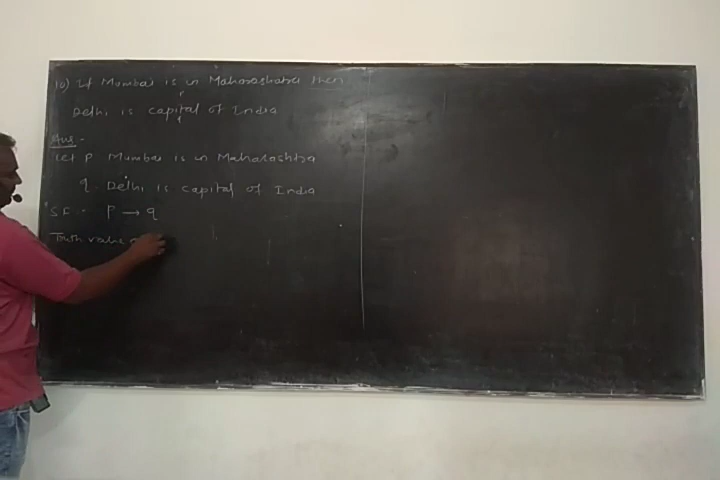 10) If Mumbai is in Maharashtra then
Delhi is capital of India
Ans:-
Let P Mumbai is in Maharashtra
q. Delhi is capital of India
SF - P → q
Truth value o